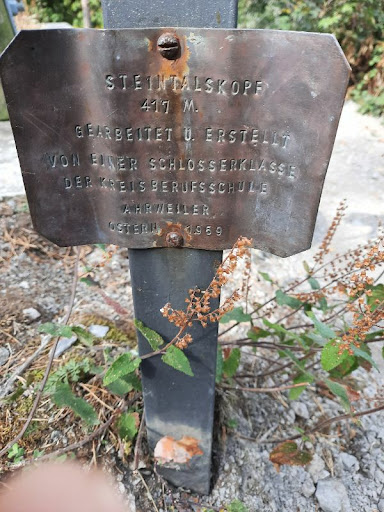 STEINTALSKOPF
417 M.
GEARBEITET U. ERSTELLT
VON EINER SCHLOSSERKLASSE
DER KREISBERUFSSCHULE
AHRWEILER
OSTERN 1969